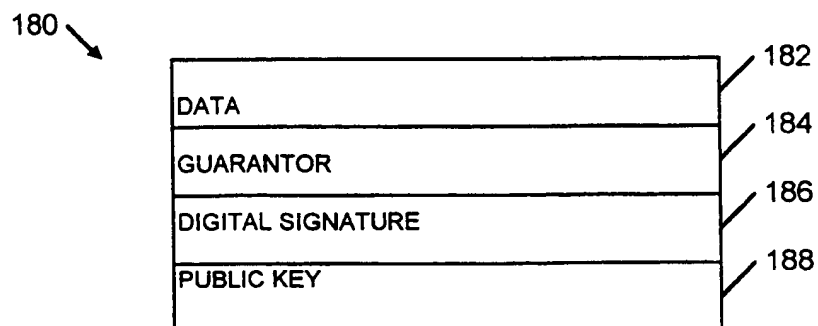 180
182
DATA
184
GUARANTOR
186
DIGITAL SIGNATURE
188
PUBLIC KEY